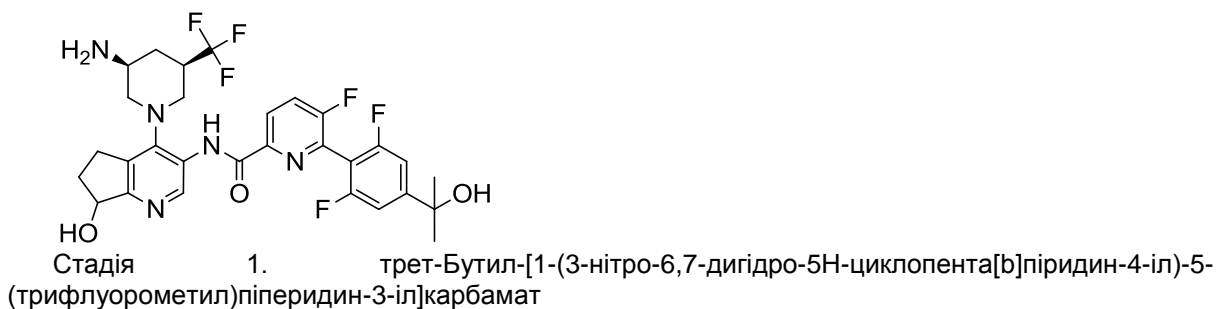 F
H₂N
F
F
N
H
N
F
F
N
O
F
OH
N
HO
Стадія 1. трет-Бутил-[1-(3-нітро-6,7-дигідро-5H-циклопента[b]піридин-4-іл)-5-
(трифлуорометил)піперидин-3-іл]карбамат